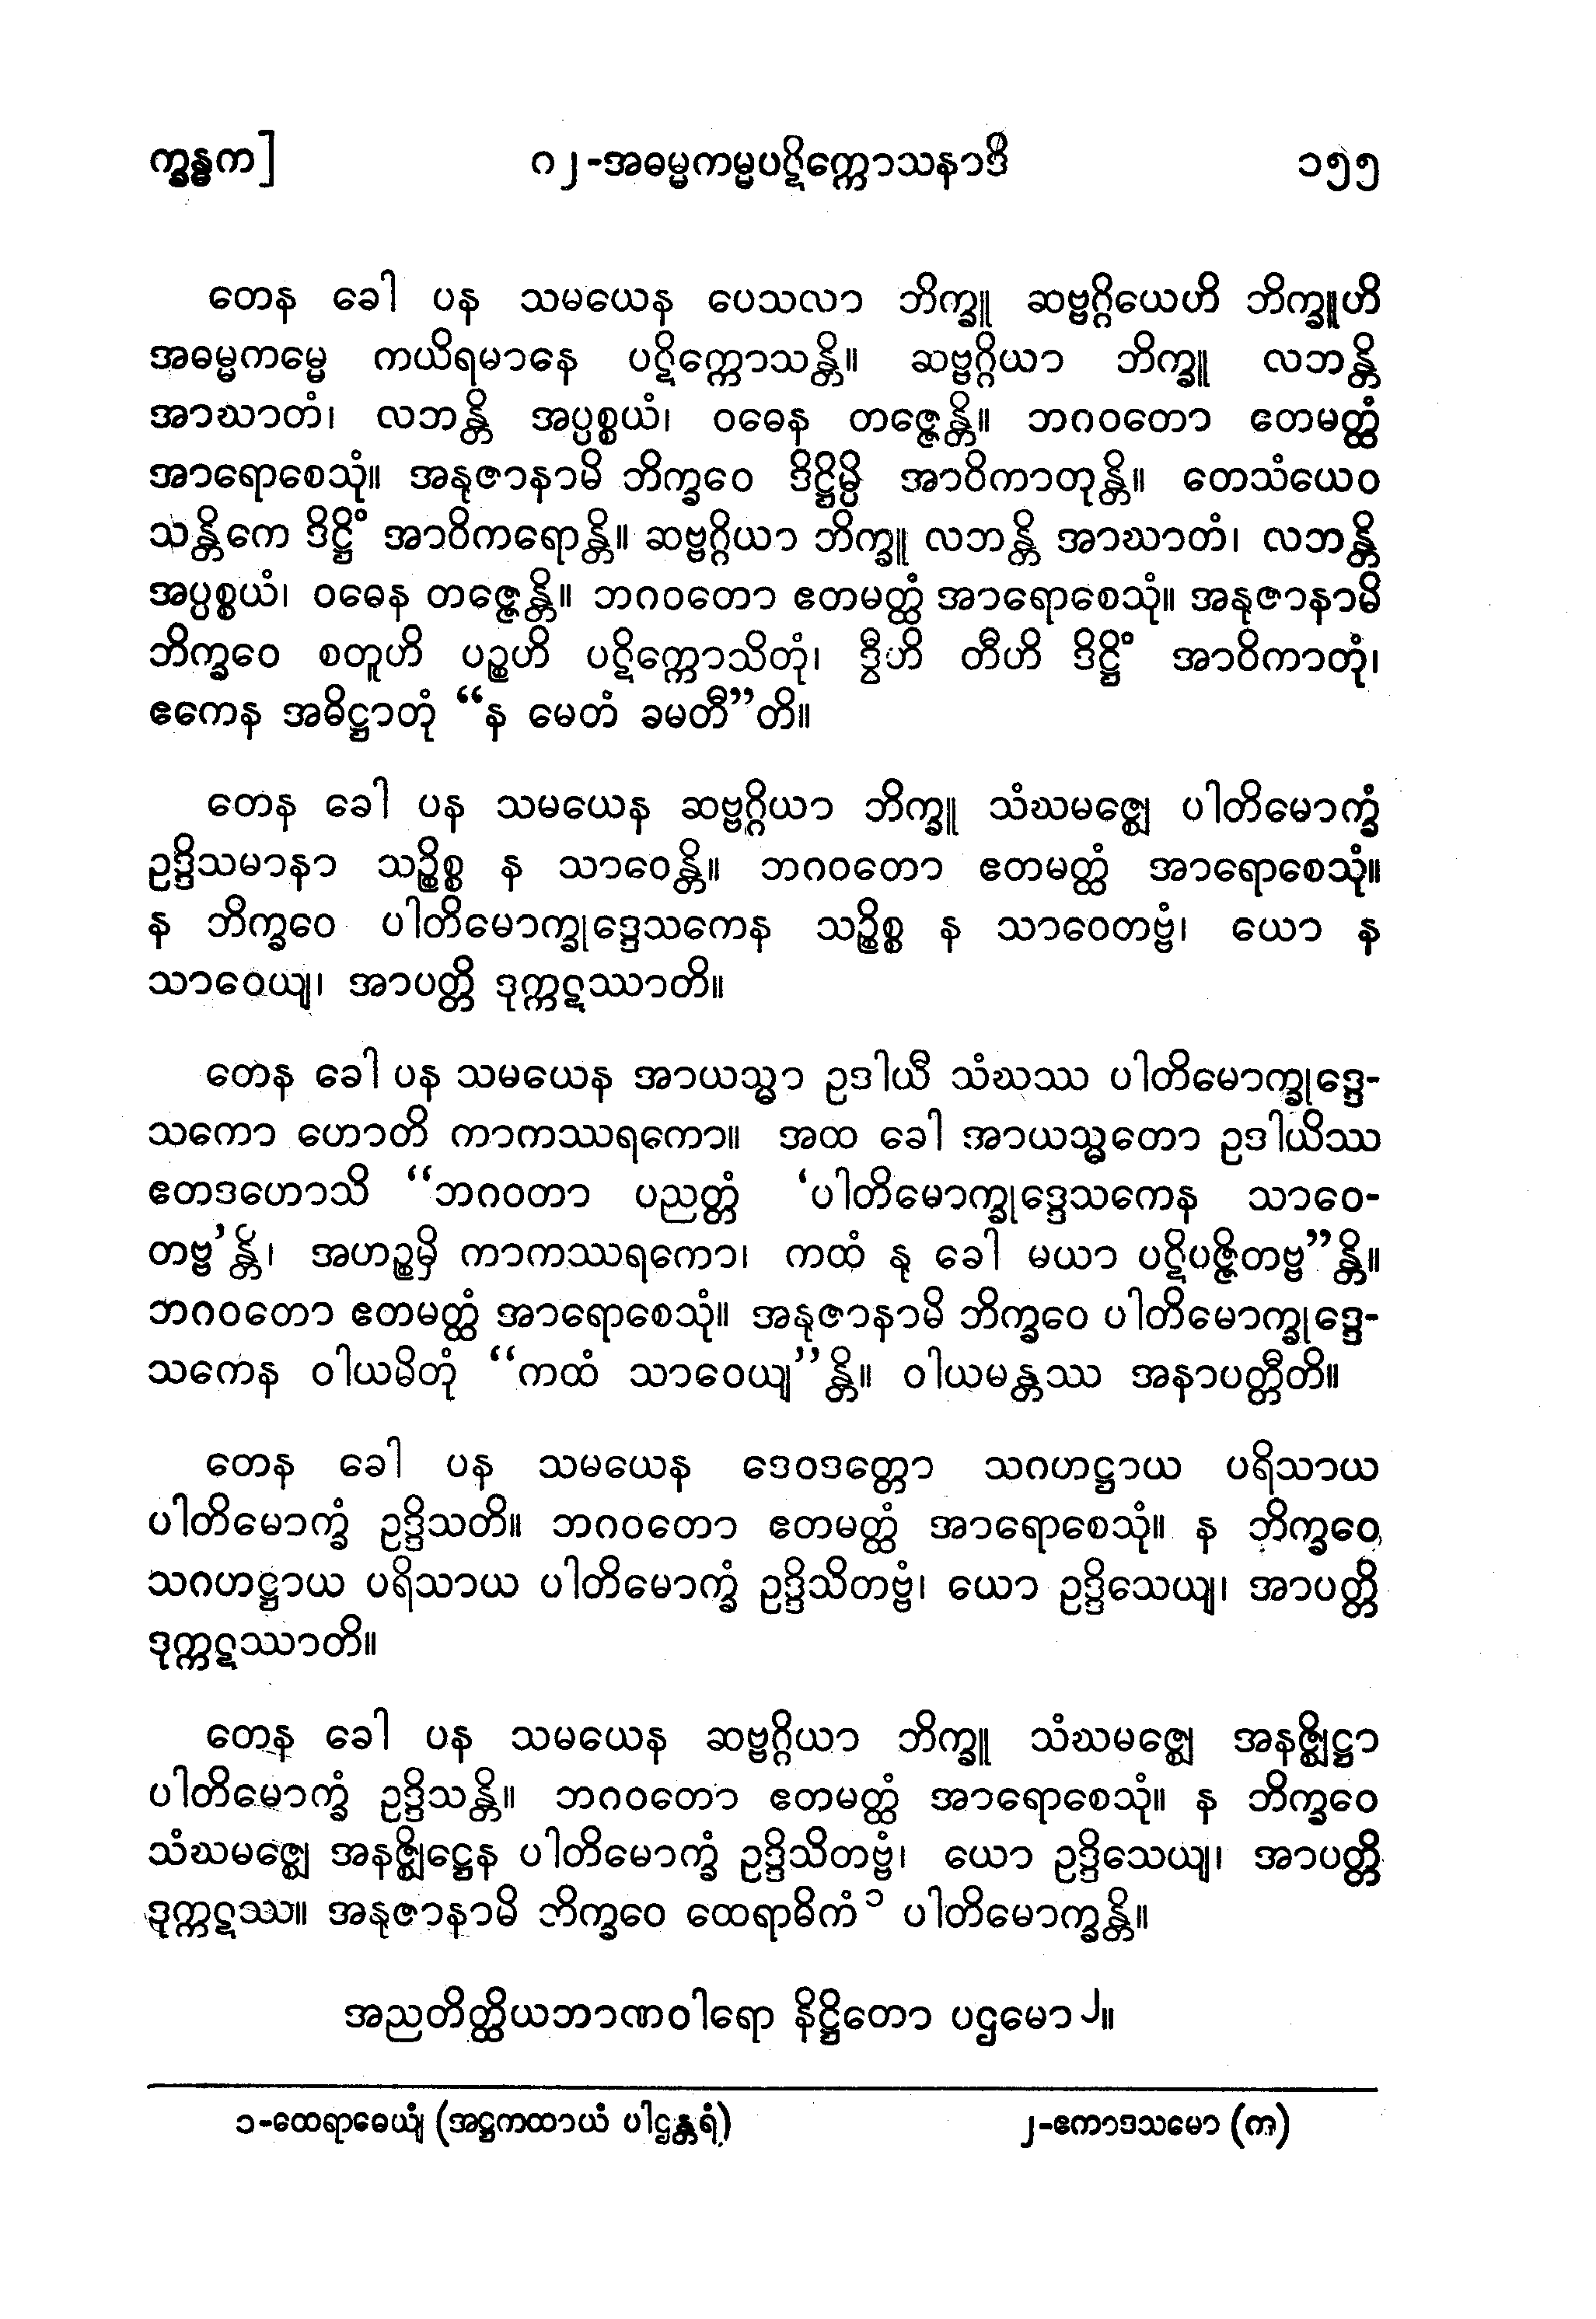 က္ခန္ဓက]
ဂ၂-အဓမ္မကမ္မပဋိက္ကောသနာဒိ
၁၅၅
တေန ခေါ ပန သမယေန ပေသလာ ဘိက္ခူ ဆဗ္ဗဂ္ဂိယေဟိ ဘိက္ခူဟိ
အဓမ္မကမ္မေ ကယိရမာနေ ပဋိက္ကောသန္တိ။ ဆဗ္ဗဂ္ဂိယာ ဘိက္ခူ လဘန္တိ
အာဃာတံ၊ လဘန္တိ အပ္ပစ္စယံ၊ ဝဓေန တဇ္ဇေန္တိ။ ဘဂဝတော ဧတမတ္ထံ
အာရောစေသုံ။ အနုဇာနာမိ ဘိက္ခဝေ ဒိဋ္ဌိမ္ပိ အာဝိကာတုန္တိ။ တေသံယေဝ
သန္တိကေ ဒိဋ္ဌိံ အာဝိကရောန္တိ။ ဆဗ္ဗဂ္ဂိယာ ဘိက္ခူ လဘန္တိ အာဃာတံ၊ လဘန္တိ
အပ္ပစ္စယံ၊ ဝဓေန တဇ္ဇေန္တိ။ ဘဂဝတော ဧတမတ္ထံ အာရောစေသုံ။ အနုဇာနာမိ
ဘိက္ခဝေ စတူဟိ ပဉ္စဟိ ပဋိက္ကောသိတုံ၊ ဒွီဟိ တီဟိ ဒိဋ္ဌိံ အာဝိကာတုံ၊
ဧကေန အဓိဋ္ဌာတုံ “န မေတံ ခမတီ”တိ။
တေန ခေါ ပန သမယေန ဆဗ္ဗဂ္ဂိယာ ဘိက္ခူ သံဃမဇ္ဈေ ပါတိမောက္ခံ
ဥဒ္ဒိသမာနာ သဉ္စိစ္စ န သာဝေန္တိ။ ဘဂဝတော ဧတမတ္ထံ အာရောစေသုံ။
န ဘိက္ခဝေ ပါတိမောက္ခုဒ္ဒေသကေန သဉ္စိစ္စ န သာဝေတဗ္ဗံ၊ ယော န
သာဝေယျ၊ အာပတ္တိ ဒုက္ကဋဿာတိ။
တေန ခေါ ပန သမယေန အာယသ္မာ ဥဒါယီ သံဃဿ ပါတိမောက္ခုဒ္ဒေ-
သကော ဟောတိ ကာကဿရကော။ အထ ခေါ အာယသ္မတော ဥဒါယိဿ
ဧတဒဟောသိ “ဘဂဝတာ ပညတ္တံ ‘ပါတိမောက္ခုဒ္ဒေသကေန သာဝေ-
တဗ္ဗ’န္တိ၊ အဟဉ္စမှိ ကာကဿရကော၊ ကထံ နု ခေါ မယာ ပဋိပဇ္ဇိတဗ္ဗ”န္တိ။
ဘဂဝတော ဧတမတ္ထံ အာရောစေသုံ။ အနုဇာနာမိ ဘိက္ခဝေ ပါတိမောက္ခုဒ္ဒေ-
သကေန ဝါယမိတုံ “ကထံ သာဝေယျ”န္တိ။ ဝါယမန္တဿ အနာပတ္တီတိ။
တေန ခေါ ပန သမယေန ဒေဝဒတ္တော သဂဟဋ္ဌာယ ပရိသာယ
ပါတိမောက္ခံ ဥဒ္ဒိသတိ။ ဘဂဝတော ဧတမတ္ထံ အာရောစေသုံ။ န ဘိက္ခဝေ
သဂဟဋ္ဌာယ ပရိသာယ ပါတိမောက္ခံ ဥဒ္ဒိသိတဗ္ဗံ၊ ယော ဥဒ္ဒိသေယျ၊ အာပတ္တိ
ဒုက္ကဋဿာတိ။
တေန ခေါ ပန သမယေန ဆဗ္ဗဂ္ဂိယာ ဘိက္ခူ သံဃမဇ္ဈေ အနဇ္ဈိဋ္ဌာ
ပါတိမောက္ခံ ဥဒ္ဒိသန္တိ။ ဘဂဝတော ဧတမတ္ထံ အာရောစေသုံ။ န ဘိက္ခဝေ
သံဃမဇ္ဈေ အနဇ္ဈိဋ္ဌေန ပါတိမောက္ခံ ဥဒ္ဒိသိတဗ္ဗံ၊ ယော ဥဒ္ဒိသေယျ၊ အာပတ္တိ
ဒုက္ကဋဿ။ အနုဇာနာမိ ဘိက္ခဝေ ထေရာဓိကံ၁ ပါတိမောက္ခန္တိ။
အညတိတ္ထိယဘာဏဝါရော နိဋ္ဌိတော ပဌမော၂။
၁-ထေရာဓေယျံ (အဋ္ဌကထာယံ ပါဌန္တရံ)
၂-ဧကာဒသမော (က)